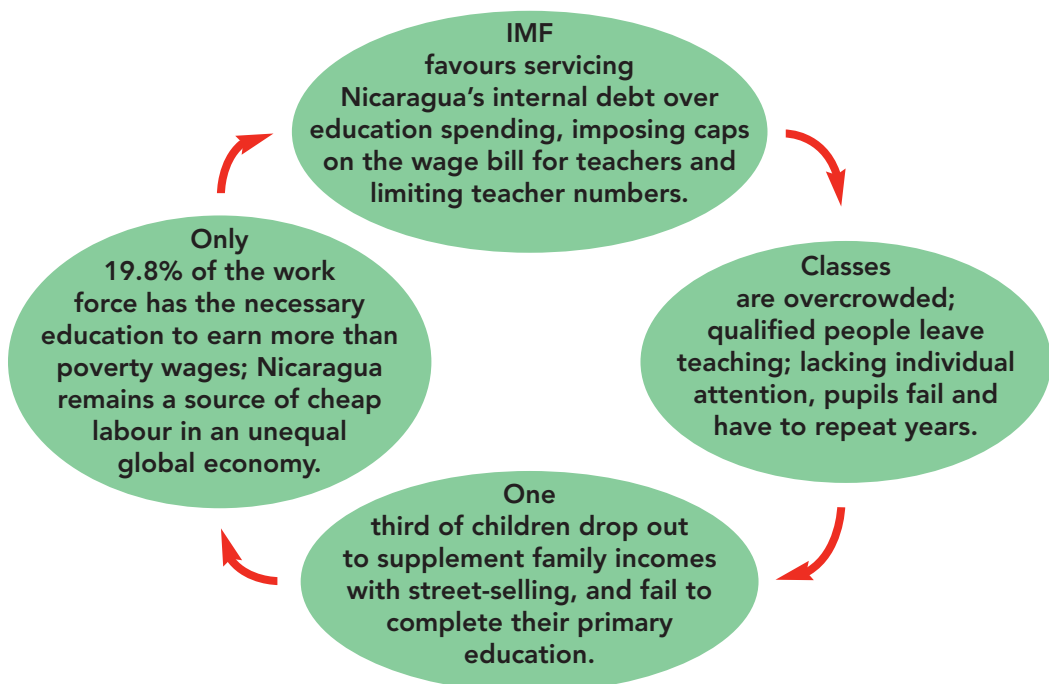 IMF
favours servicing
Nicaragua’s internal debt over
education spending, imposing caps
on the wage bill for teachers and
limiting teacher numbers.
Classes
are overcrowded;
qualified people leave
teaching; lacking individual
attention, pupils fail and
have to repeat years.
One
third of children drop out
to supplement family incomes
with street-selling, and fail to
complete their primary
education.
Only
19.8% of the work
force has the necessary
education to earn more than
poverty wages; Nicaragua
remains a source of cheap
labour in an unequal
global economy.